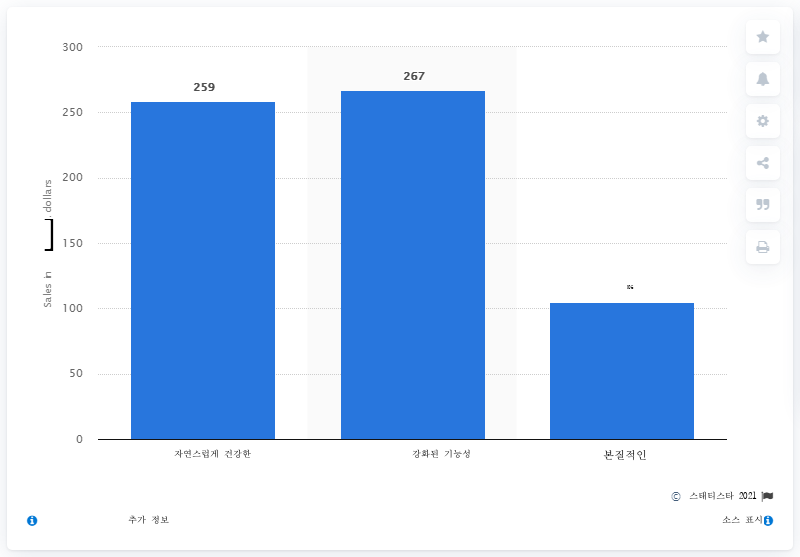 300
259
267
250
200
150
100
50
0
Sales in
dollars
자연스럽게 건강한
강화된 기능성
본질적인
© 스태티스타 2021
추가 정보
소스 표시